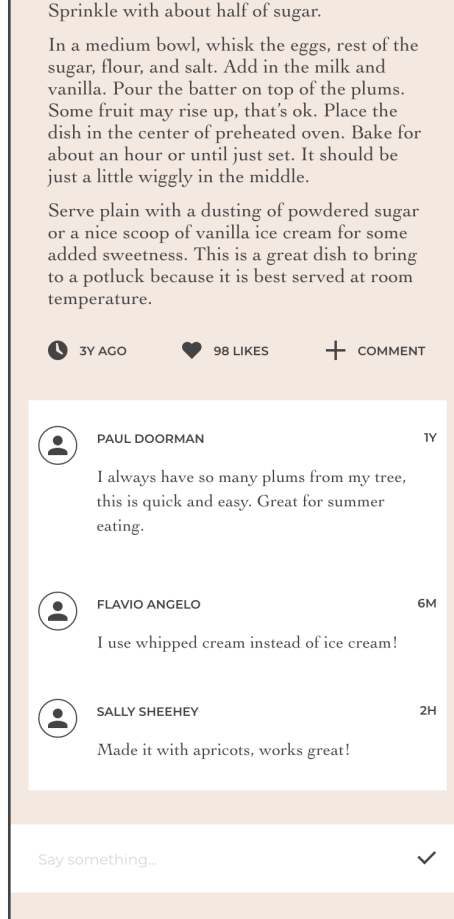 Sprinkle with about half of sugar.
In a medium bowl, whisk the eggs, rest of the
sugar, flour, and salt. Add in the milk and
vanilla. Pour the batter on top of the plums.
Some fruit may rise up, that's ok. Place the
dish in the center of preheated oven. Bake for
about an hour or until just set. It should be
just a little wiggly in the middle.
Serve plain with a dusting of powdered sugar
or a nice scoop of vanilla ice cream for some
added sweetness. This is a great dish to bring
to a potluck because it is best served at room
temperature.
3Y AGO 98 LIKES COMMENT
PAUL DOORMAN 1Y
I always have so many plums from my tree,
this is quick and easy. Great for summer
eating.
FLAVIO ANGELO 6M
I use whipped cream instead of ice cream!
SALLY SHEEHEY 2H
Made it with apricots, works great!
Say something...